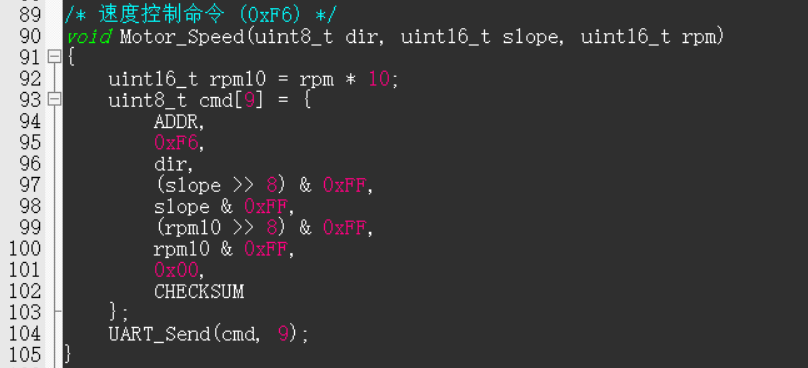 89 /* 速度控制命令 (0xF6) */
90 void Motor_Speed(uint8_t dir, uint16_t slope, uint16_t rpm)
91 {
92 uint16_t rpm10 = rpm * 10;
93 uint8_t cmd[9] = {
94 ADDR,
95 0xF6,
96 dir,
97 (slope >> 8) & 0xFF,
98 slope & 0xFF,
99 (rpm10 >> 8) & 0xFF,
100 rpm10 & 0xFF,
101 0x00,
102 CHECKSUM
103 };
104 UART_Send(cmd, 9);
105 }